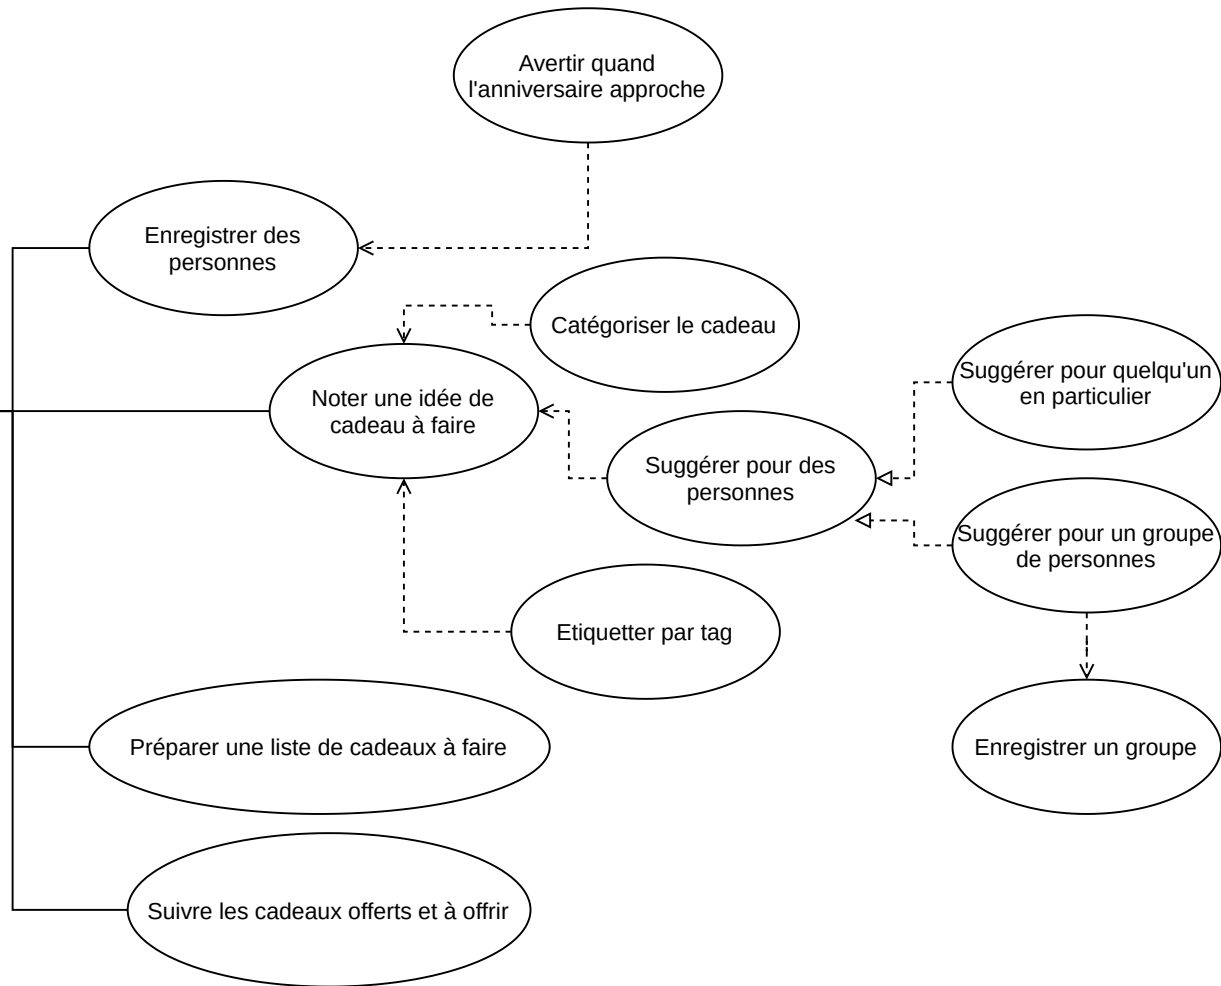 Avertir quand
l'anniversaire approche
Enregistrer des
personnes
Catégoriser le cadeau
Noter une idée de
cadeau à faire
Suggérer pour quelqu'un
en particulier
Suggérer pour des
personnes
Suggérer pour un groupe
de personnes
Etiquetter par tag
Préparer une liste de cadeaux à faire
Enregistrer un groupe
Suivre les cadeaux offerts et à offrir